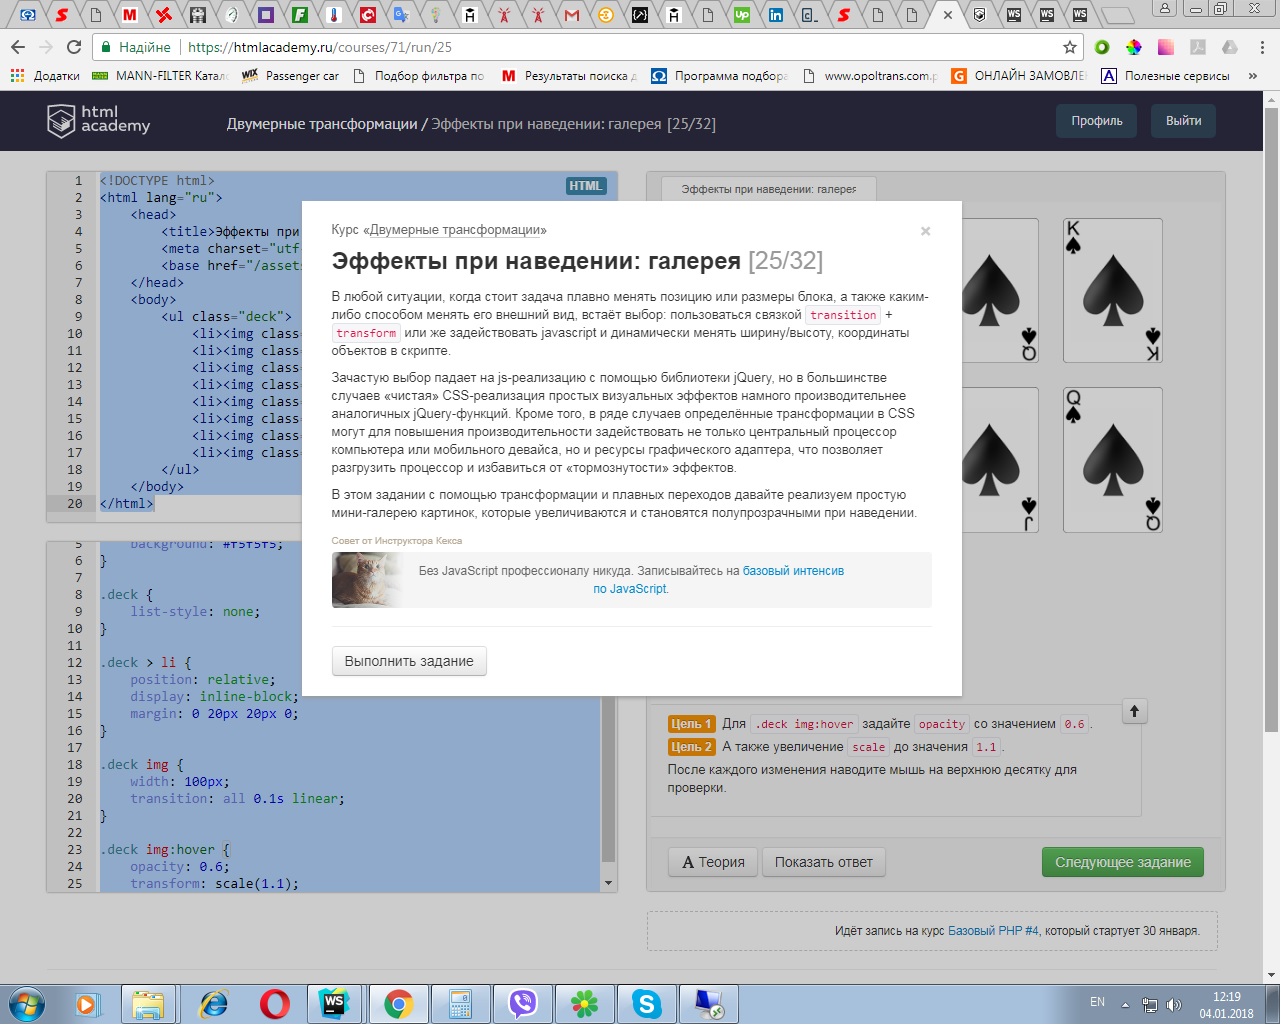 Надійне
https://htmlacademy.ru/courses/71/run/25
Додатки
MANN-FILTER Катало
Passenger car
Подбор фильтра по
Результаты поиска д
Программа подбора
www.opoltrans.com.p
ОНЛАЙН ЗАМОВЛЕ
Полезные сервисы
»
html
academy
Двумерные трансформации / Эффекты при наведении: галерея [25/32]
Профиль
Выйти
HTML
1 <!DOCTYPE html>
2 <html lang="ru">
3 <head>
4 <title>Эффекты при
5 <meta charset="utf
6 <base href="/assets
7 </head>
8 <body>
9 <ul class="deck">
10 <li><img clas
11 <li><img clas
12 <li><img clas
13 <li><img clas
14 <li><img clas
15 <li><img clas
16 <li><img clas
17 <li><img clas
18 </ul>
19 </body>
20 </html>
5 background: #f5f5f5;
6 }
7
8 .deck {
9 list-style: none;
10 }
11
12 .deck > li {
13 position: relative;
14 display: inline-block;
15 margin: 0 20px 20px 0;
16 }
17
18 .deck img {
19 width: 100px;
20 transition: all 0.1s linear;
21 }
22
23 .deck img:hover {
24 opacity: 0.6;
25 transform: scale(1.1);
Курс «Двумерные трансформации»
×
Эффекты при наведении: галерея [25/32]
В любой ситуации, когда стоит задача плавно менять позицию или размеры блока, а также каким-
либо способом менять его внешний вид, встаёт выбор: пользоваться связкой transition +
transform или же задействовать javascript и динамически менять ширину/высоту, координаты
объектов в скрипте.
Зачастую выбор падает на js-реализацию с помощью библиотеки jQuery, но в большинстве
случаев «чистая» CSS-реализация простых визуальных эффектов намного производительнее
аналогичных jQuery-функций. Кроме того, в ряде случаев определённые трансформации в CSS
могут для повышения производительности задействовать не только центральный процессор
компьютера или мобильного девайса, но и ресурсы графического адаптера, что позволяет
разгрузить процессор и избавиться от «тормознутости» эффектов.
В этом задании с помощью трансформации и плавных переходов давайте реализуем простую
мини-галерею картинок, которые увеличиваются и становятся полупрозрачными при наведении.
Совет от Инструктора Кекса
Без JavaScript профессионалу никуда. Записывайтесь на базовый интенсив
по JavaScript.
Выполнить задание
Эффекты при наведении: галерея
K
Q
K
Q
J
Q
Цель 1 Для .deck img:hover задайте opacity со значением 0.6 .
Цель 2 А также увеличение scale до значения 1.1 .
После каждого изменения наводите мышь на верхнюю десятку для
проверки.
A Теория
Показать ответ
Следующее задание
Идёт запись на курс Базовый PHP #4, который стартует 30 января.
EN
12:19
04.01.2018